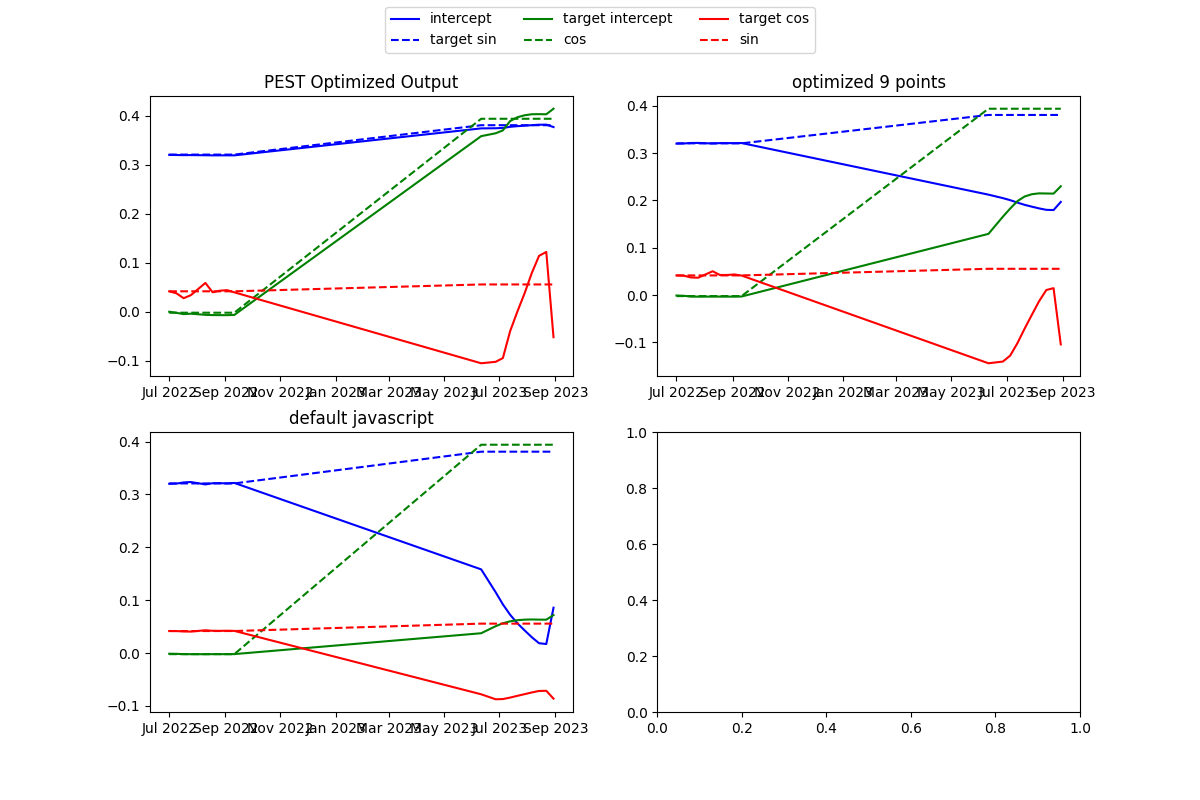 intercept target intercept target cos
target sin cos sin
PEST Optimized Output
0.4
0.3
0.2
0.1
0.0
−0.1
Jul 2022 Sep 2022 Nov 2022 Jan 2023 Mar 2023 May 2023 Jul 2023 Sep 2023
optimized 9 points
0.4
0.3
0.2
0.1
0.0
−0.1
Jul 2022 Sep 2022 Nov 2022 Jan 2023 Mar 2023 May 2023 Jul 2023 Sep 2023
default javascript
0.4
0.3
0.2
0.1
0.0
−0.1
Jul 2022 Sep 2022 Nov 2022 Jan 2023 Mar 2023 May 2023 Jul 2023 Sep 2023
1.0
0.8
0.6
0.4
0.2
0.0
0.0 0.2 0.4 0.6 0.8 1.0